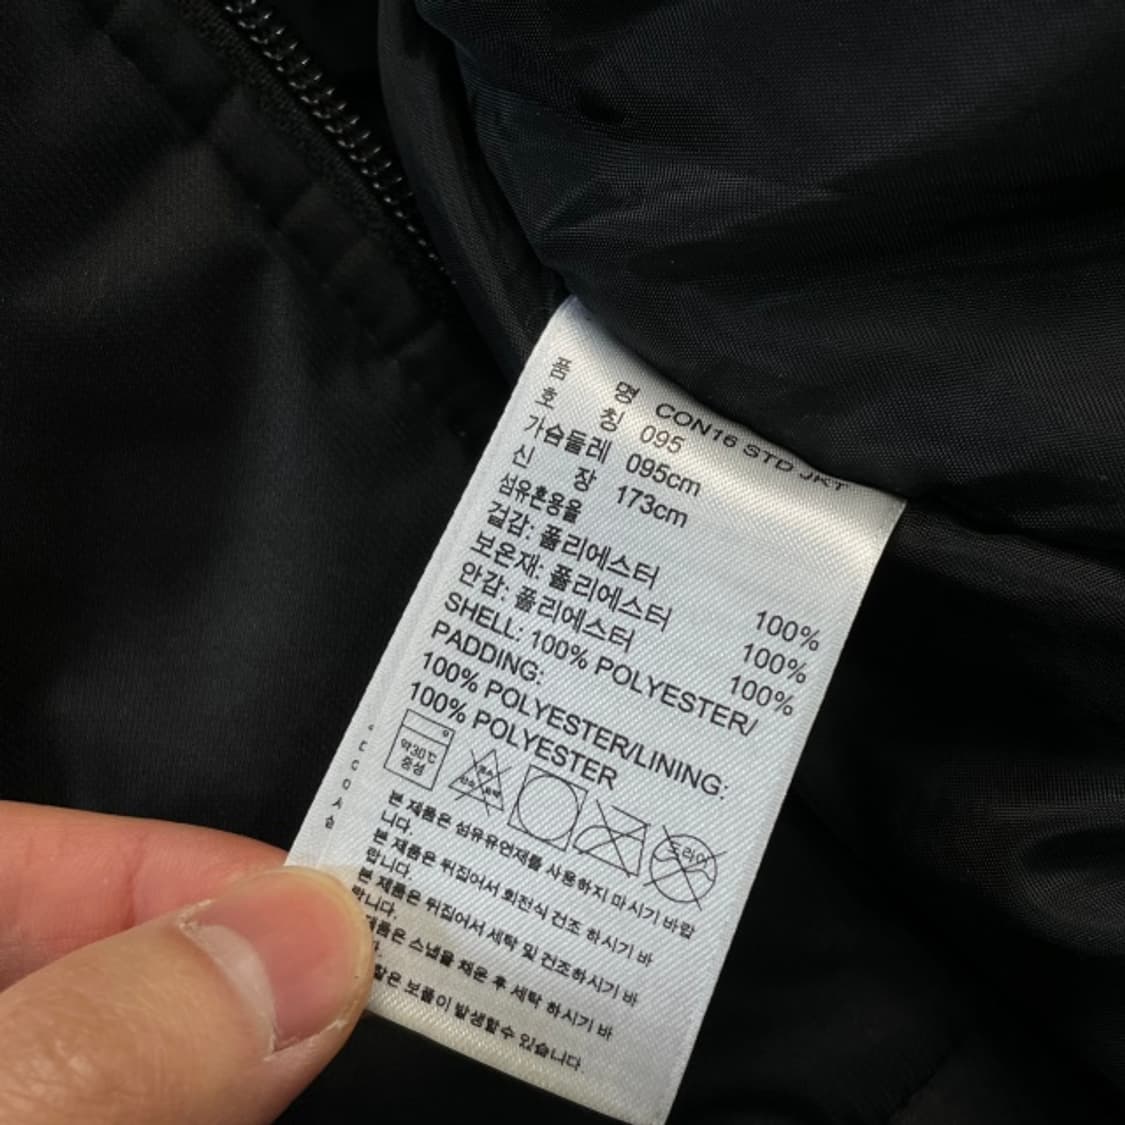 품 명 CON16 STD JKT
호 칭 095
가슴둘레 095cm
신 장 173cm
섬유혼용율
겉감: 폴리에스터 100%
보온재: 폴리에스터 100%
안감: 폴리에스터 100%
SHELL: 100% POLYESTER/
PADDING:
100% POLYESTER/LINING:
100% POLYESTER
약30℃
중성
드라이
본 제품은 섬유유연제를 사용하지 마시기 바랍
니다.
본 제품은 뒤집어서 회전식 건조 하시기 바
랍니다.
본 제품은 뒤집어서 세탁 및 건조하시기 바
랍니다.
제품은 스냅을 채운 후 세탁 하시기 바
보풀이 발생할수 있습니다